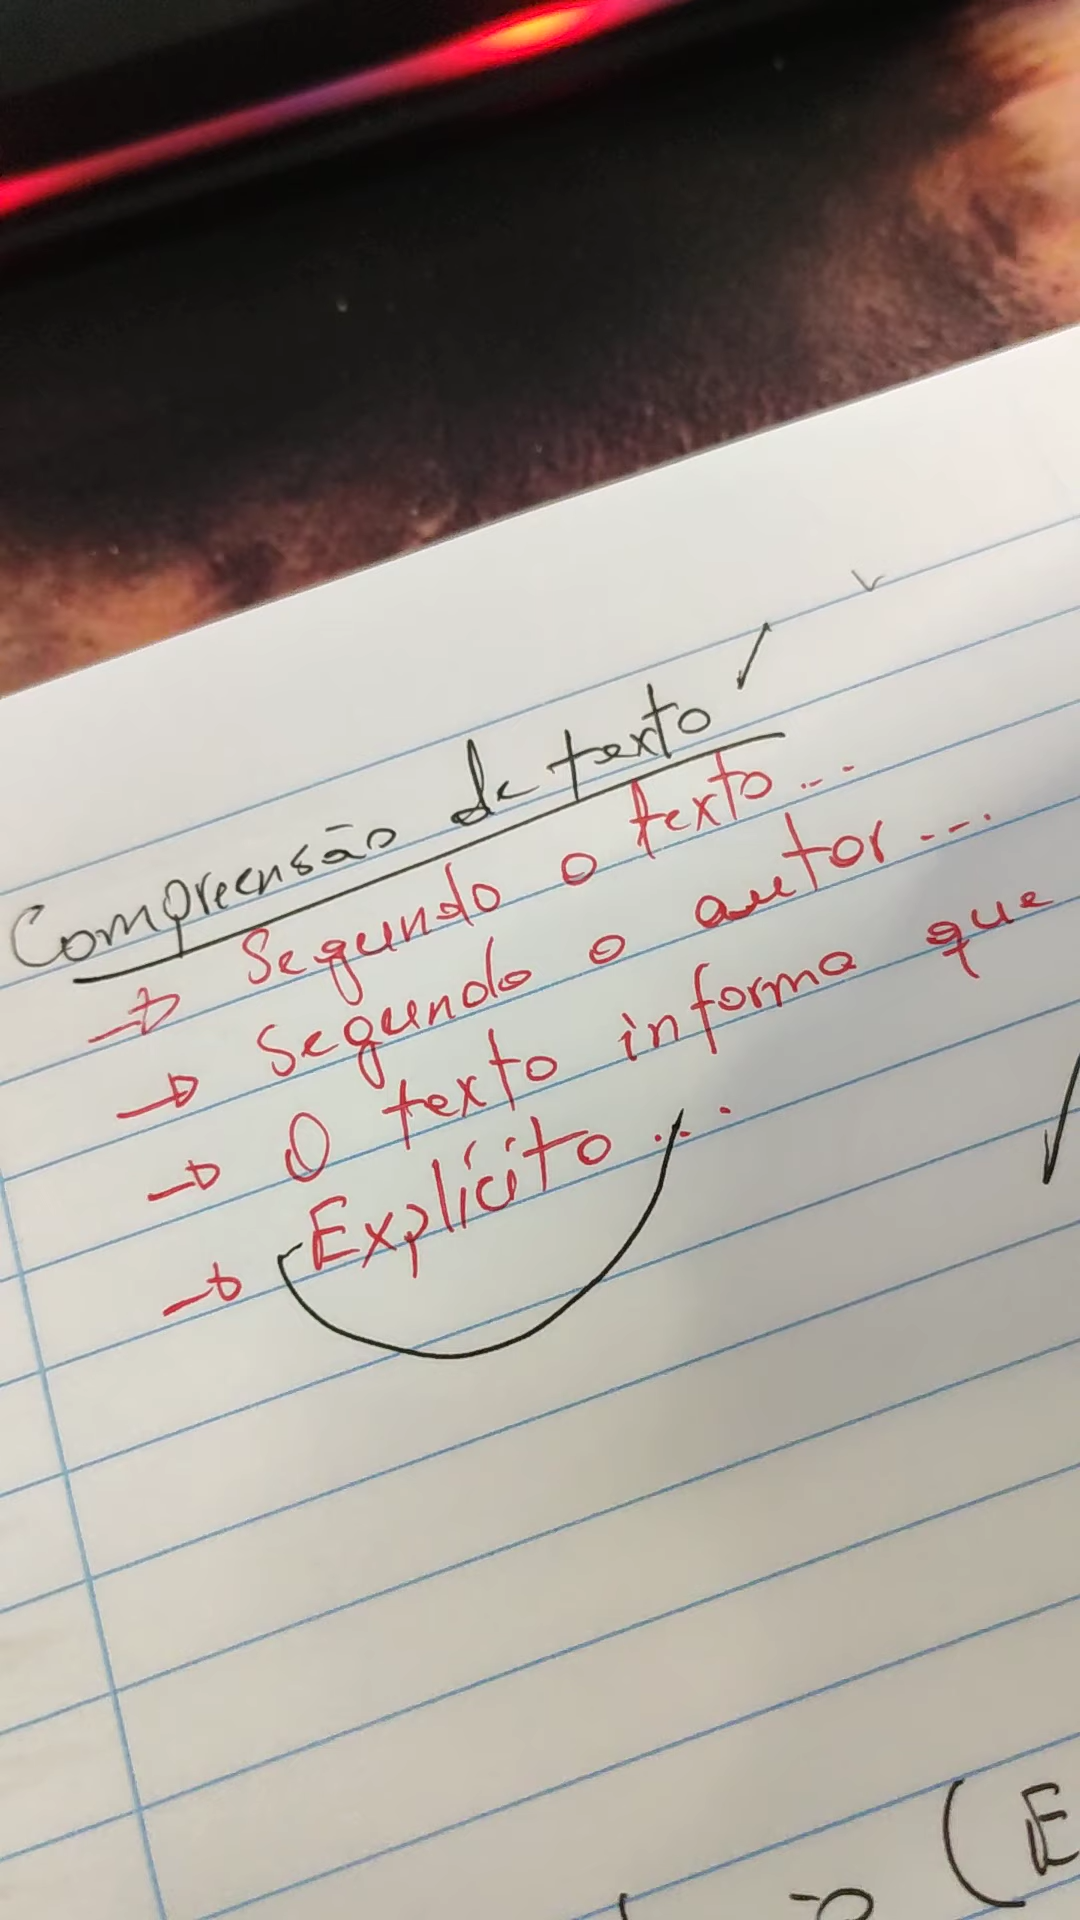 Compreensão de texto
→ Segundo o texto...
→ Segundo o autor...
→ O texto informa que
→ Explícito...
(E